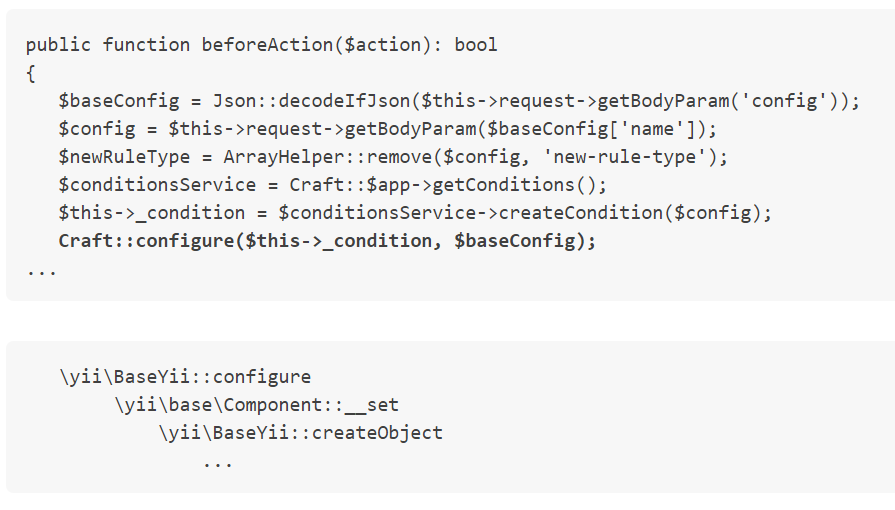 public function beforeAction($action): bool
{
$baseConfig = Json::decodeIfJson($this->request->getBodyParam('config'));
$config = $this->request->getBodyParam($baseConfig['name']);
$newRuleType = ArrayHelper::remove($config, 'new-rule-type');
$conditionsService = Craft::$app->getConditions();
$this->_condition = $conditionsService->createCondition($config);
Craft::configure($this->_condition, $baseConfig);
...
\yii\BaseYii::configure
\yii\base\Component::__set
\yii\BaseYii::createObject
...